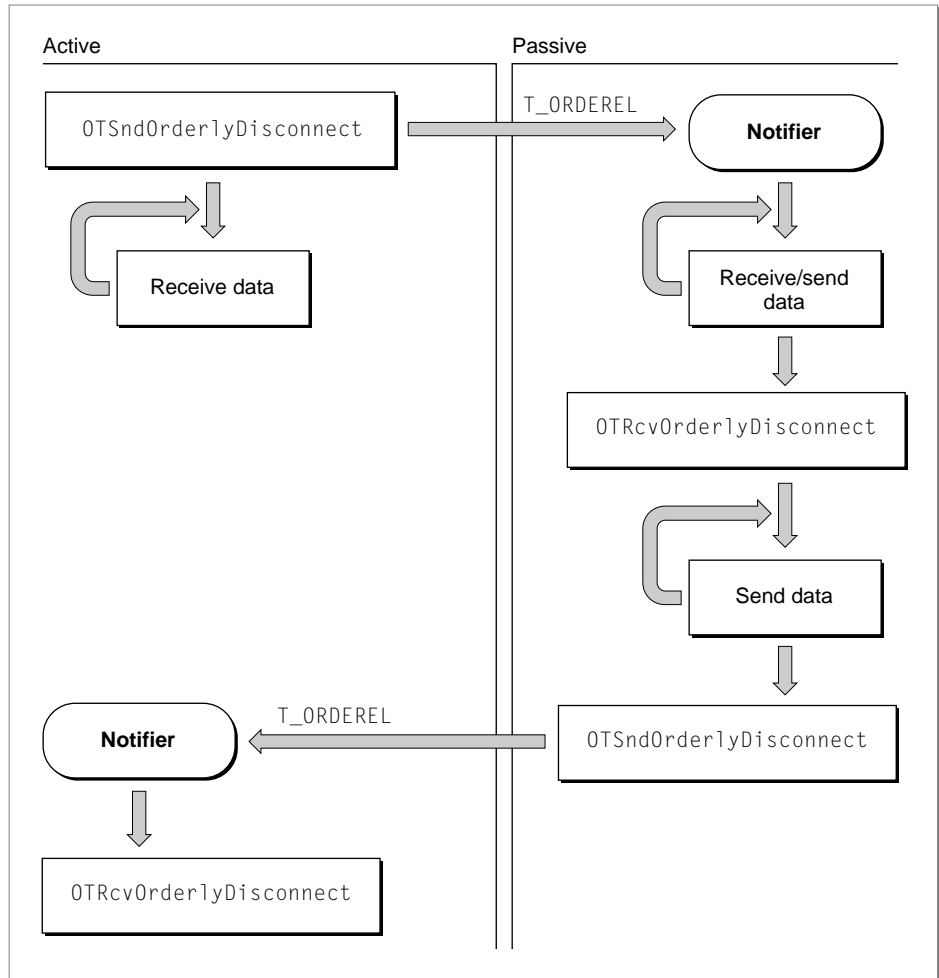 Active
Passive
OTSndOrderlyDisconnect
T_ORDEREL
Notifier
Receive data
Receive/send
data
OTRcvOrderlyDisconnect
Send data
Notifier
T_ORDEREL
OTSndOrderlyDisconnect
OTRcvOrderlyDisconnect